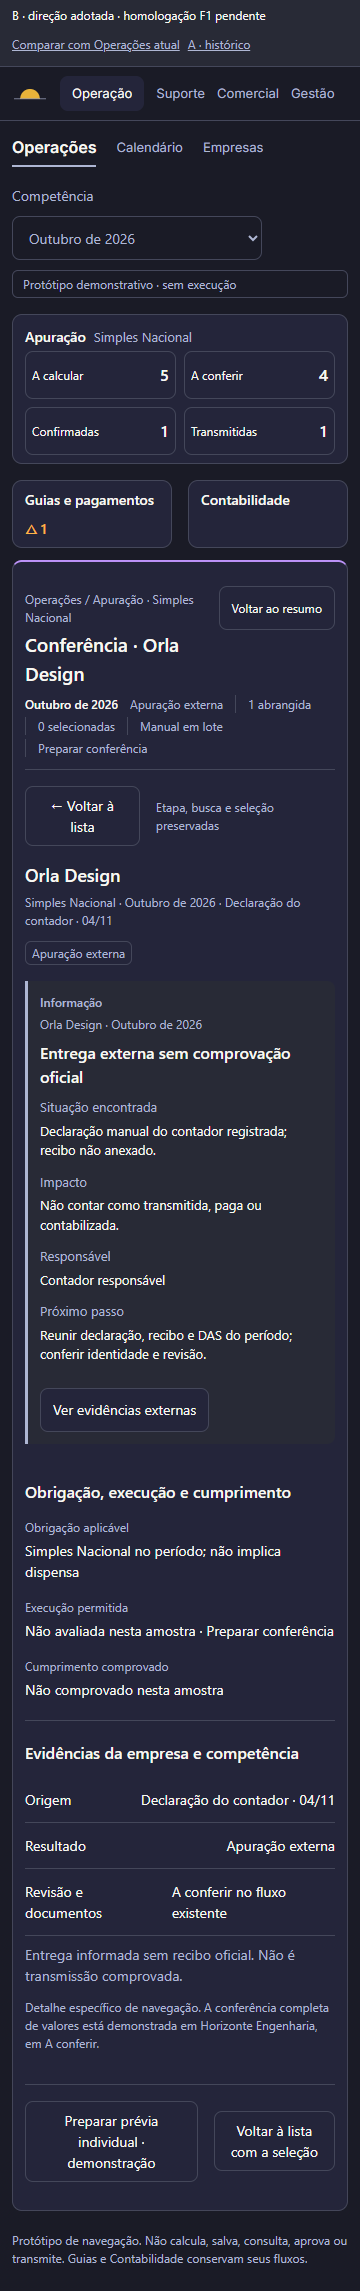 B · direção adotada · homologação F1 pendente
Comparar com Operações atual A · histórico
Operação Suporte Comercial Gestão
Operações Calendário Empresas
Competência
Outubro de 2026
Protótipo demonstrativo · sem execução
Apuração Simples Nacional
A calcular 5
A conferir 4
Confirmadas 1
Transmitidas 1
Guias e pagamentos
△ 1
Contabilidade
Operações / Apuração · Simples
Nacional
Voltar ao resumo
Conferência · Orla
Design
Outubro de 2026 Apuração externa 1 abrangida
0 selecionadas Manual em lote
Preparar conferência
← Voltar à
lista
Etapa, busca e seleção
preservadas
Orla Design
Simples Nacional · Outubro de 2026 · Declaração do
contador · 04/11
Apuração externa
Informação
Orla Design · Outubro de 2026
Entrega externa sem comprovação
oficial
Situação encontrada
Declaração manual do contador registrada;
recibo não anexado.
Impacto
Não contar como transmitida, paga ou
contabilizada.
Responsável
Contador responsável
Próximo passo
Reunir declaração, recibo e DAS do período;
conferir identidade e revisão.
Ver evidências externas
Obrigação, execução e cumprimento
Obrigação aplicável
Simples Nacional no período; não implica
dispensa
Execução permitida
Não avaliada nesta amostra · Preparar conferência
Cumprimento comprovado
Não comprovado nesta amostra
Evidências da empresa e competência
Origem Declaração do contador · 04/11
Resultado Apuração externa
Revisão e
documentos
A conferir no fluxo
existente
Entrega informada sem recibo oficial. Não é
transmissão comprovada.
Detalhe específico de navegação. A conferência completa
de valores está demonstrada em Horizonte Engenharia,
em A conferir.
Preparar prévia
individual ·
demonstração
Voltar à lista
com a seleção
Protótipo de navegação. Não calcula, salva, consulta, aprova ou
transmite. Guias e Contabilidade conservam seus fluxos.